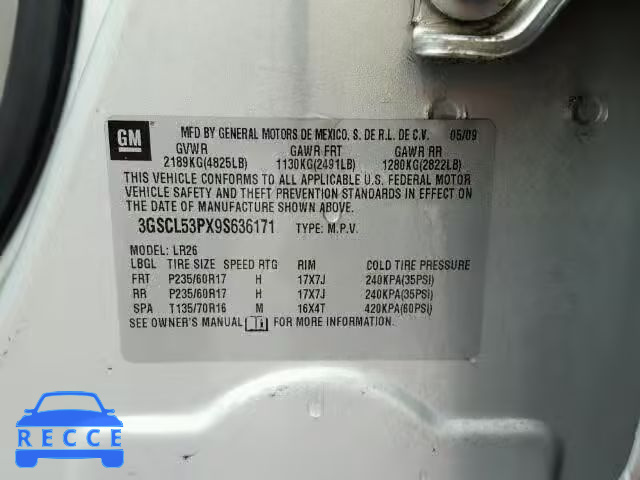 GM
MFD BY GENERAL MOTORS DE MEXICO, S. DE R.L. DE C.V. 05/09
GVWR GAWR FRT GAWR RR
2189KG(4825LB) 1130KG(2491LB) 1280KG(2822LB)
THIS VEHICLE CONFORMS TO ALL APPLICABLE U.S. FEDERAL MOTOR
VEHICLE SAFETY AND THEFT PREVENTION STANDARDS IN EFFECT ON
THE DATE OF MANUFACTURE SHOWN ABOVE.
3GSCL53PX9S636171 TYPE: M.P.V.
MODEL: LR26
LBGL TIRE SIZE SPEED RTG RIM COLD TIRE PRESSURE
FRT P235/60R17 H 17X7J 240KPA(35PSI)
RR P235/60R17 H 17X7J 240KPA(35PSI)
SPA T135/70R16 M 16X4T 420KPA(60PSI)
SEE OWNER'S MANUAL FOR MORE INFORMATION.
RECCE